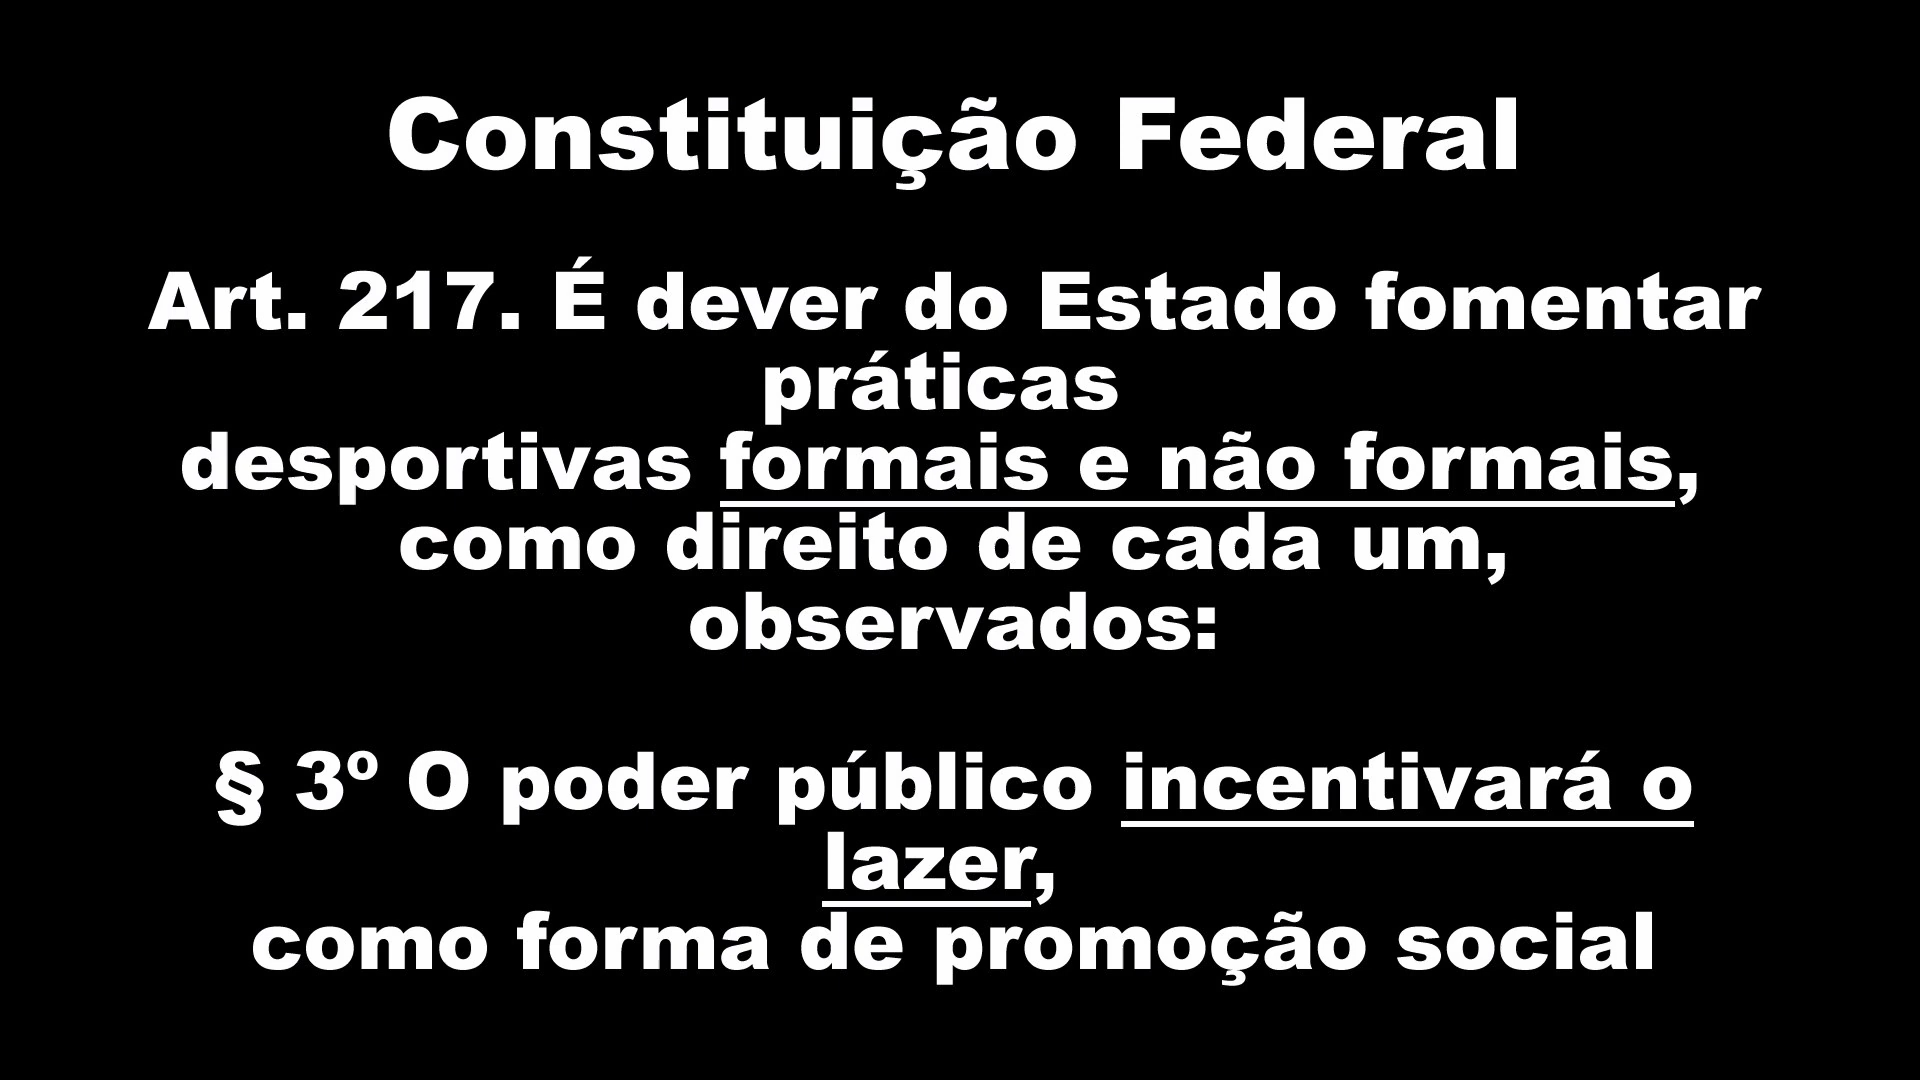 Constituição Federal
Art. 217. É dever do Estado fomentar
práticas
desportivas formais e não formais,
como direito de cada um,
observados:
§ 3º O poder público incentivará o
lazer,
como forma de promoção social